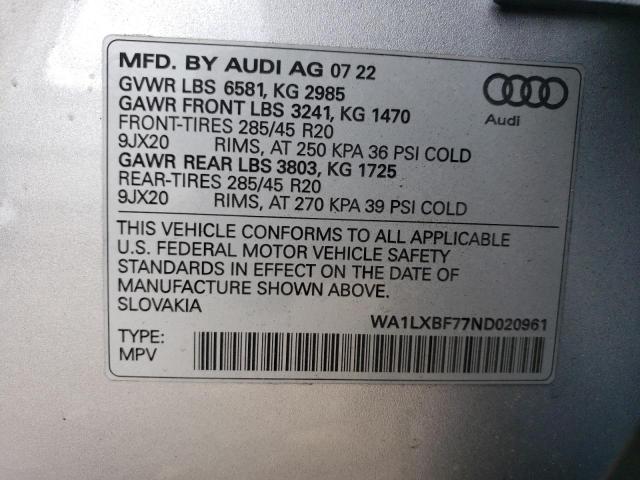 MFD. BY AUDI AG 07 22
GVWR LBS 6581, KG 2985
GAWR FRONT LBS 3241, KG 1470
FRONT-TIRES 285/45 R20
9JX20 RIMS, AT 250 KPA 36 PSI COLD
GAWR REAR LBS 3803, KG 1725
REAR-TIRES 285/45 R20
9JX20 RIMS, AT 270 KPA 39 PSI COLD
Audi
THIS VEHICLE CONFORMS TO ALL APPLICABLE
U.S. FEDERAL MOTOR VEHICLE SAFETY
STANDARDS IN EFFECT ON THE DATE OF
MANUFACTURE SHOWN ABOVE.
SLOVAKIA
WA1LXBF77ND020961
TYPE:
MPV